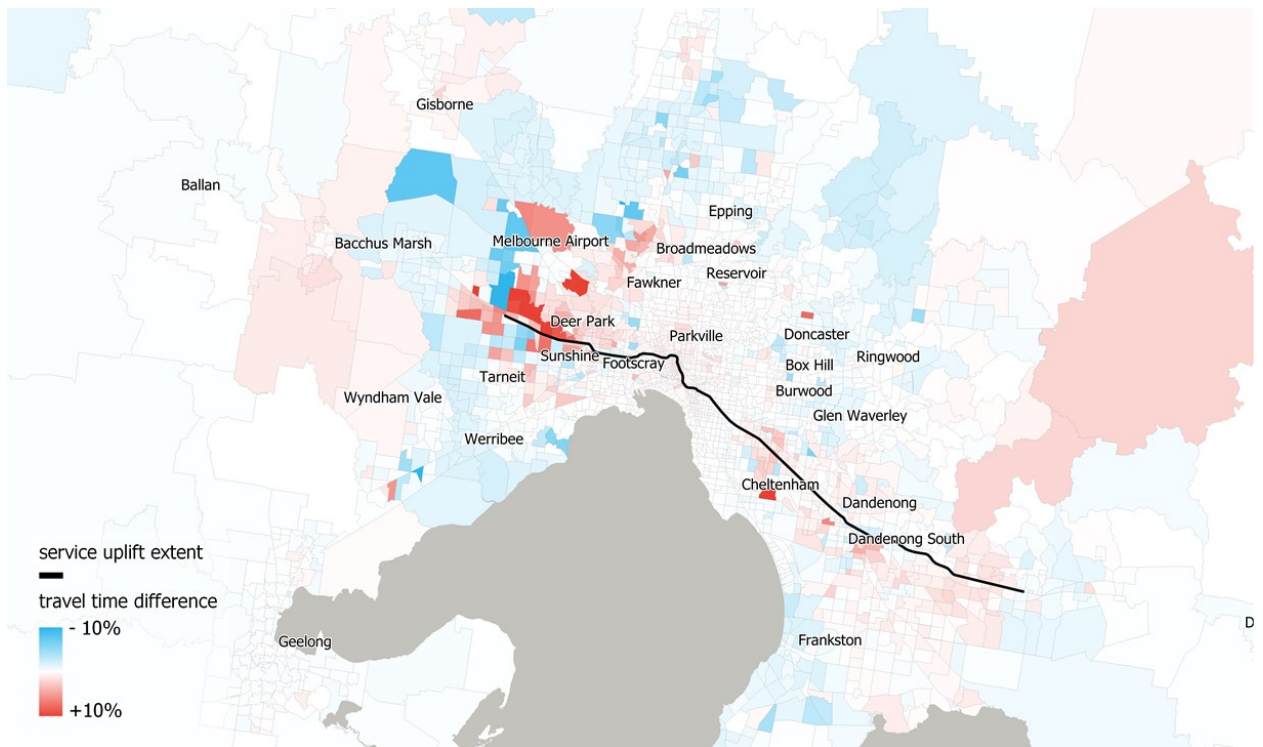 Gisborne
Ballan
Epping
Bacchus Marsh
Melbourne Airport
Broadmeadows
Reservoir
Fawkner
Deer Park
Parkville
Doncaster
Sunshine
Footscray
Box Hill
Ringwood
Tarneit
Burwood
Wyndham Vale
Glen Waverley
Werribee
Cheltenham
Dandenong
Dandenong South
service uplift extent
travel time difference
- 10%
+10%
Geelong
Frankston
D